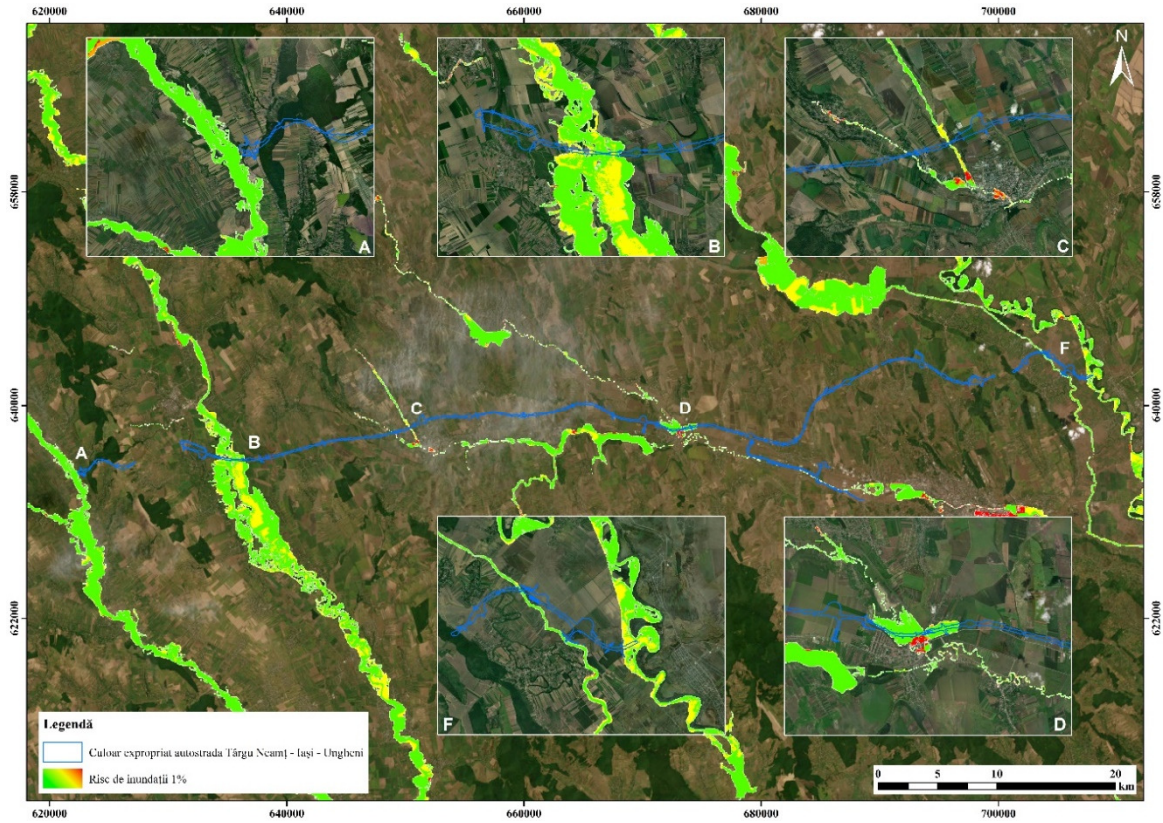 620000 640000 660000 680000 700000
N
A
B
C
658000
658000
F
640000
640000
A
B
C
D
622000
622000
F
D
Legendă
Culoar expropriat autostrada Târgu Neamț - Iași - Ungheni
Risc de inundații 1%
0 5 10 20
km
620000 640000 660000 680000 700000